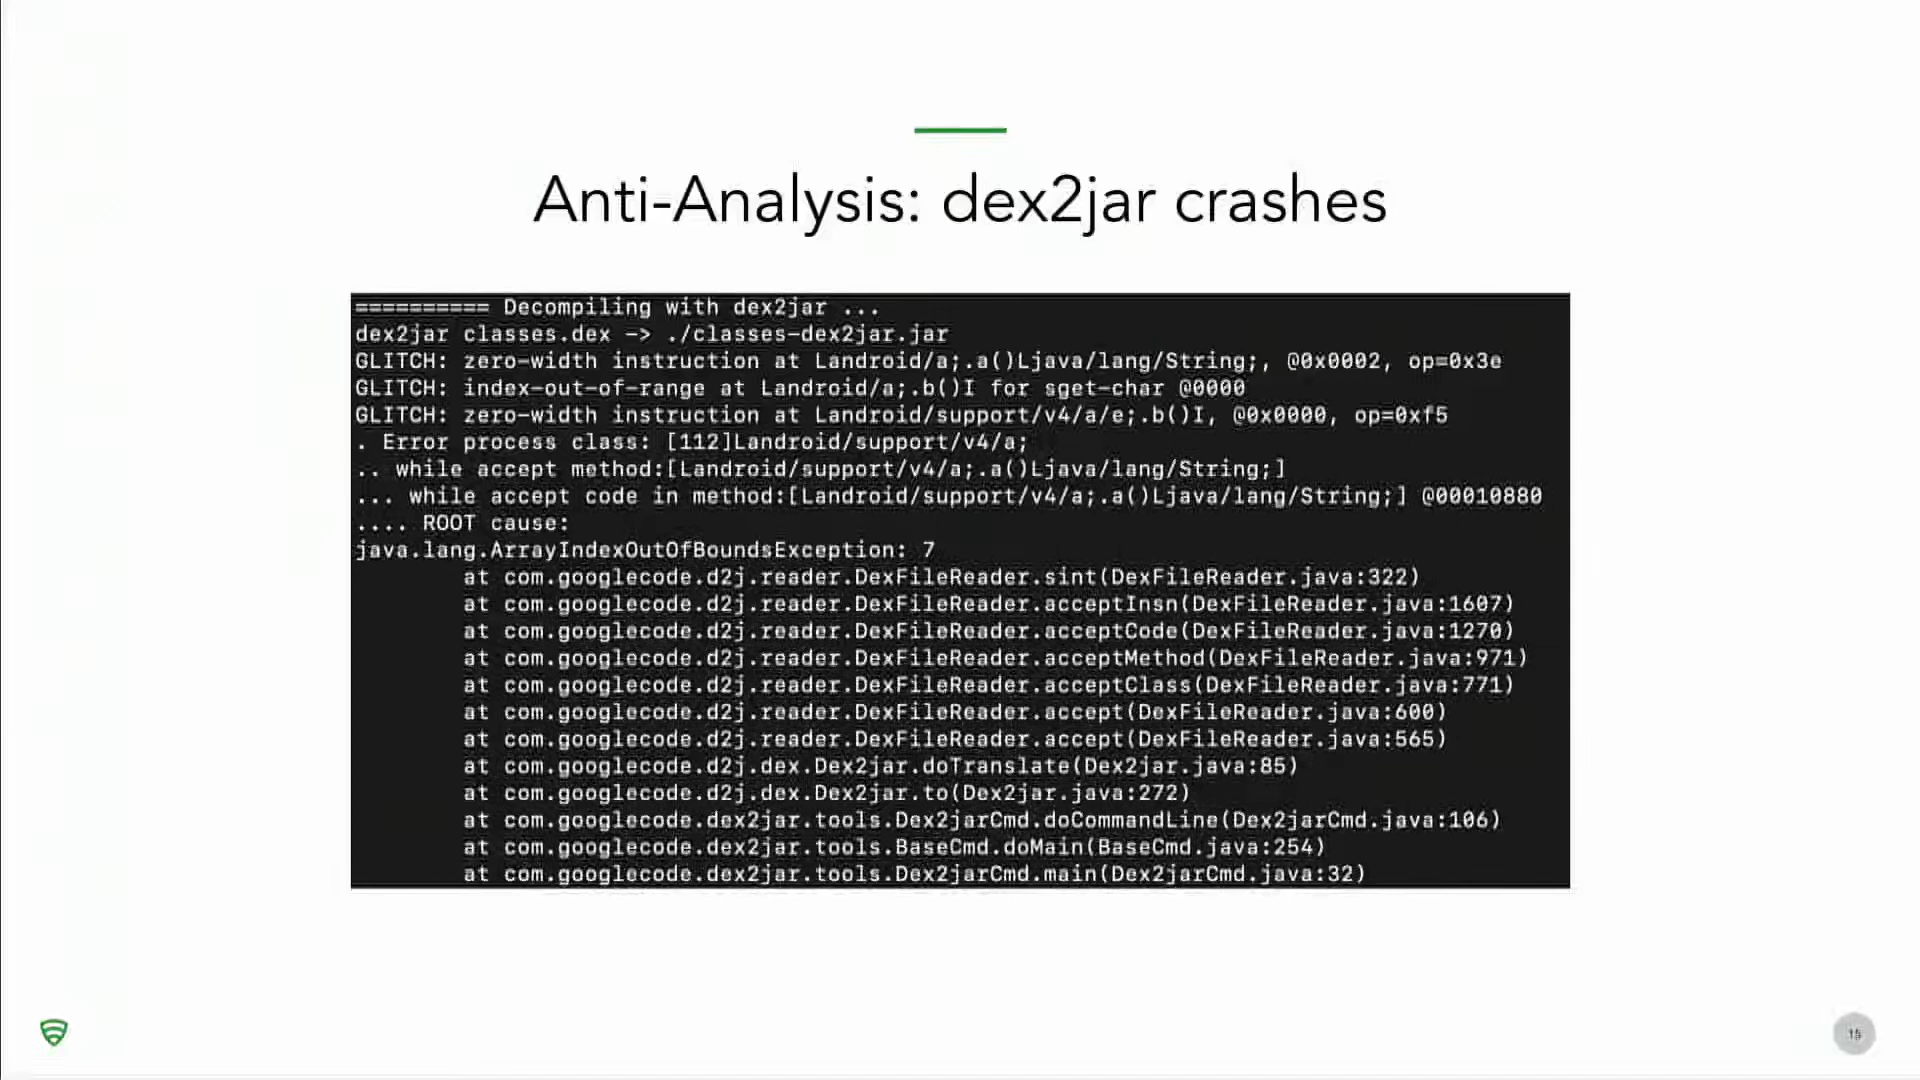 Anti-Analysis: dex2jar crashes
========== Decompiling with dex2jar ...
dex2jar classes.dex -> ./classes-dex2jar.jar
GLITCH: zero-width instruction at Landroid/a;.a()Ljava/lang/String;, @0x0002, op=0x3e
GLITCH: index-out-of-range at Landroid/a;.b()I for sget-char @0000
GLITCH: zero-width instruction at Landroid/support/v4/a/e;.b()I, @0x0000, op=0xf5
. Error process class: [112]Landroid/support/v4/a;
.. while accept method:[Landroid/support/v4/a;.a()Ljava/lang/String;]
... while accept code in method:[Landroid/support/v4/a;.a()Ljava/lang/String;] @00010880
.... ROOT cause:
java.lang.ArrayIndexOutOfBoundsException: 7
at com.googlecode.d2j.reader.DexFileReader.sint(DexFileReader.java:322)
at com.googlecode.d2j.reader.DexFileReader.acceptInsn(DexFileReader.java:1607)
at com.googlecode.d2j.reader.DexFileReader.acceptCode(DexFileReader.java:1270)
at com.googlecode.d2j.reader.DexFileReader.acceptMethod(DexFileReader.java:971)
at com.googlecode.d2j.reader.DexFileReader.acceptClass(DexFileReader.java:771)
at com.googlecode.d2j.reader.DexFileReader.accept(DexFileReader.java:600)
at com.googlecode.d2j.reader.DexFileReader.accept(DexFileReader.java:565)
at com.googlecode.d2j.dex.Dex2jar.doTranslate(Dex2jar.java:85)
at com.googlecode.d2j.dex.Dex2jar.to(Dex2jar.java:272)
at com.googlecode.dex2jar.tools.Dex2jarCmd.doCommandLine(Dex2jarCmd.java:106)
at com.googlecode.dex2jar.tools.BaseCmd.doMain(BaseCmd.java:254)
at com.googlecode.dex2jar.tools.Dex2jarCmd.main(Dex2jarCmd.java:32)
15